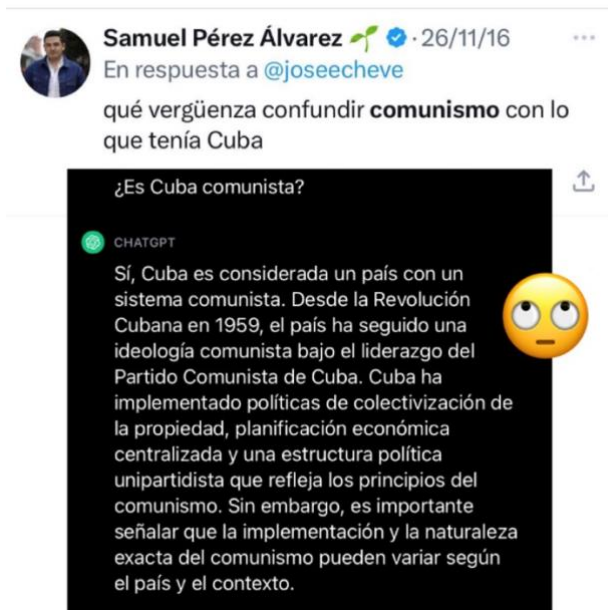 Samuel Pérez Álvarez 🌱 · 26/11/16
En respuesta a @joseecheve
qué vergüenza confundir comunismo con lo
que tenía Cuba
¿Es Cuba comunista?
CHATGPT
Sí, Cuba es considerada un país con un
sistema comunista. Desde la Revolución
Cubana en 1959, el país ha seguido una
ideología comunista bajo el liderazgo del
Partido Comunista de Cuba. Cuba ha
implementado políticas de colectivización de
la propiedad, planificación económica
centralizada y una estructura política
unipartidista que refleja los principios del
comunismo. Sin embargo, es importante
señalar que la implementación y la naturaleza
exacta del comunismo pueden variar según
el país y el contexto.